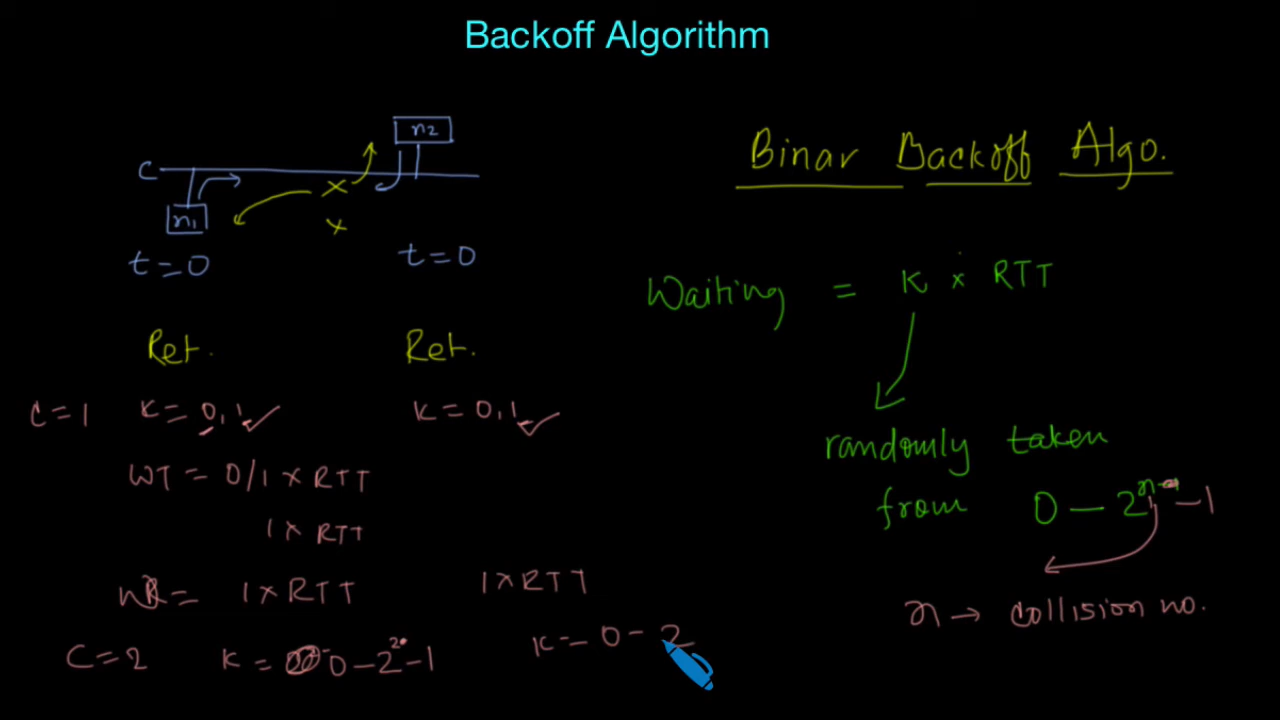 Backoff Algorithm
n2
C
n1
x
x
t=0 t=0
Binar Backoff Algo.
Waiting = K x RTT
Ret. Ret.
C=1 K=0,1 ✓ K=0,1 ✓
randomly taken
WT = 0/1 x RTT
from 0 - 2^n - 1
1 x RTT
= 1 x RTT 1 x RTT
n → collision no.
C=2 K = 0-2^2-1 K=0-2